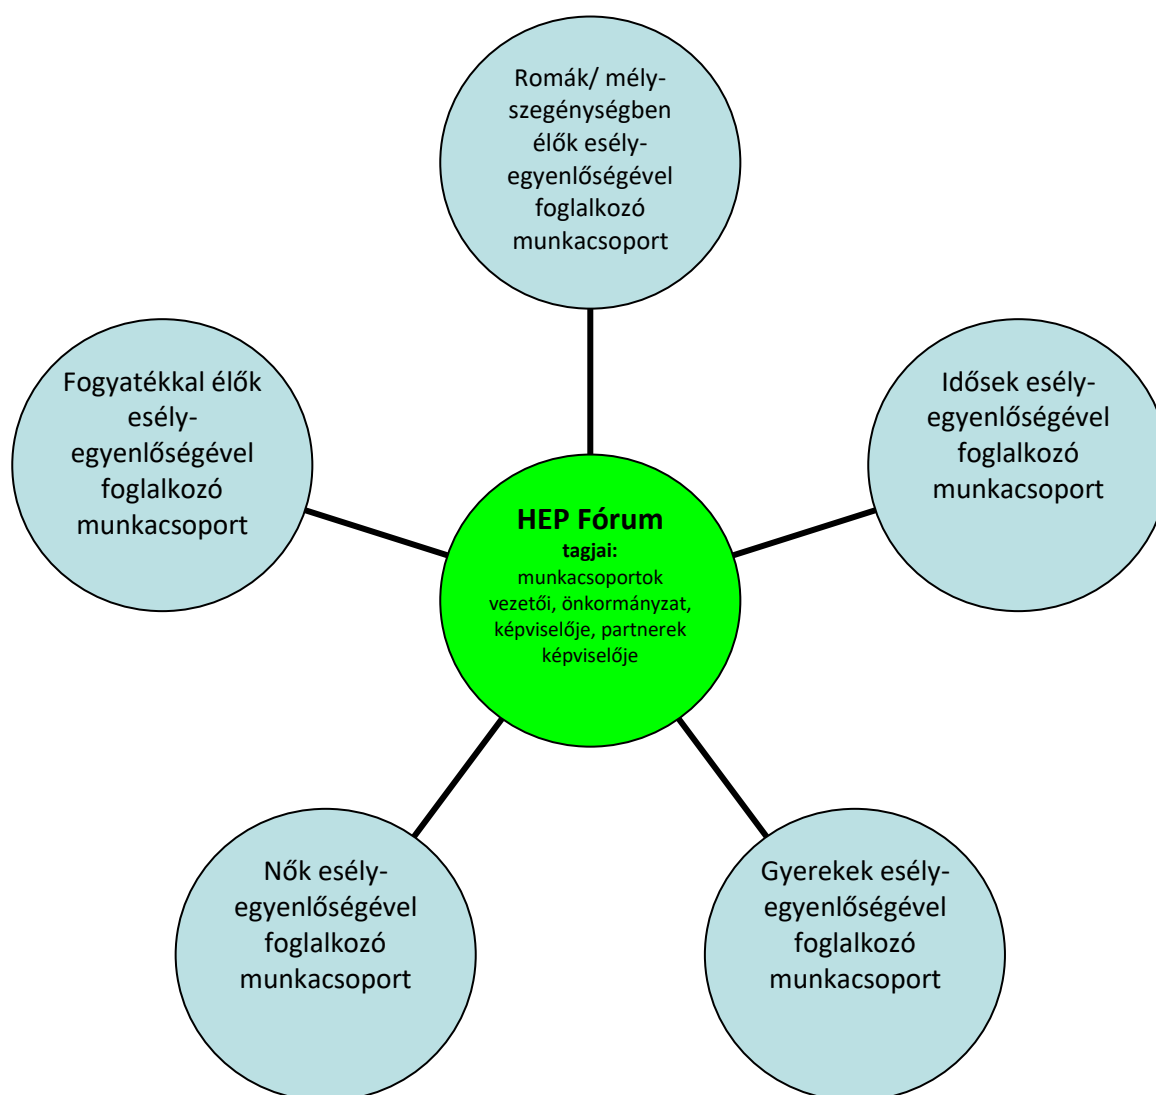 Romák/ mély-
szegénységben
élők esély-
egyenlőségével
foglalkozó
munkacsoport
Fogyatékkal élők
esély-
egyenlőségével
foglalkozó
munkacsoport
Idősek esély-
egyenlőségével
foglalkozó
munkacsoport
HEP Fórum
tagjai:
munkacsoportok
vezetői, önkormányzat,
képviselője, partnerek
képviselője
Nők esély-
egyenlőségével
foglalkozó
munkacsoport
Gyerekek esély-
egyenlőségével
foglalkozó
munkacsoport